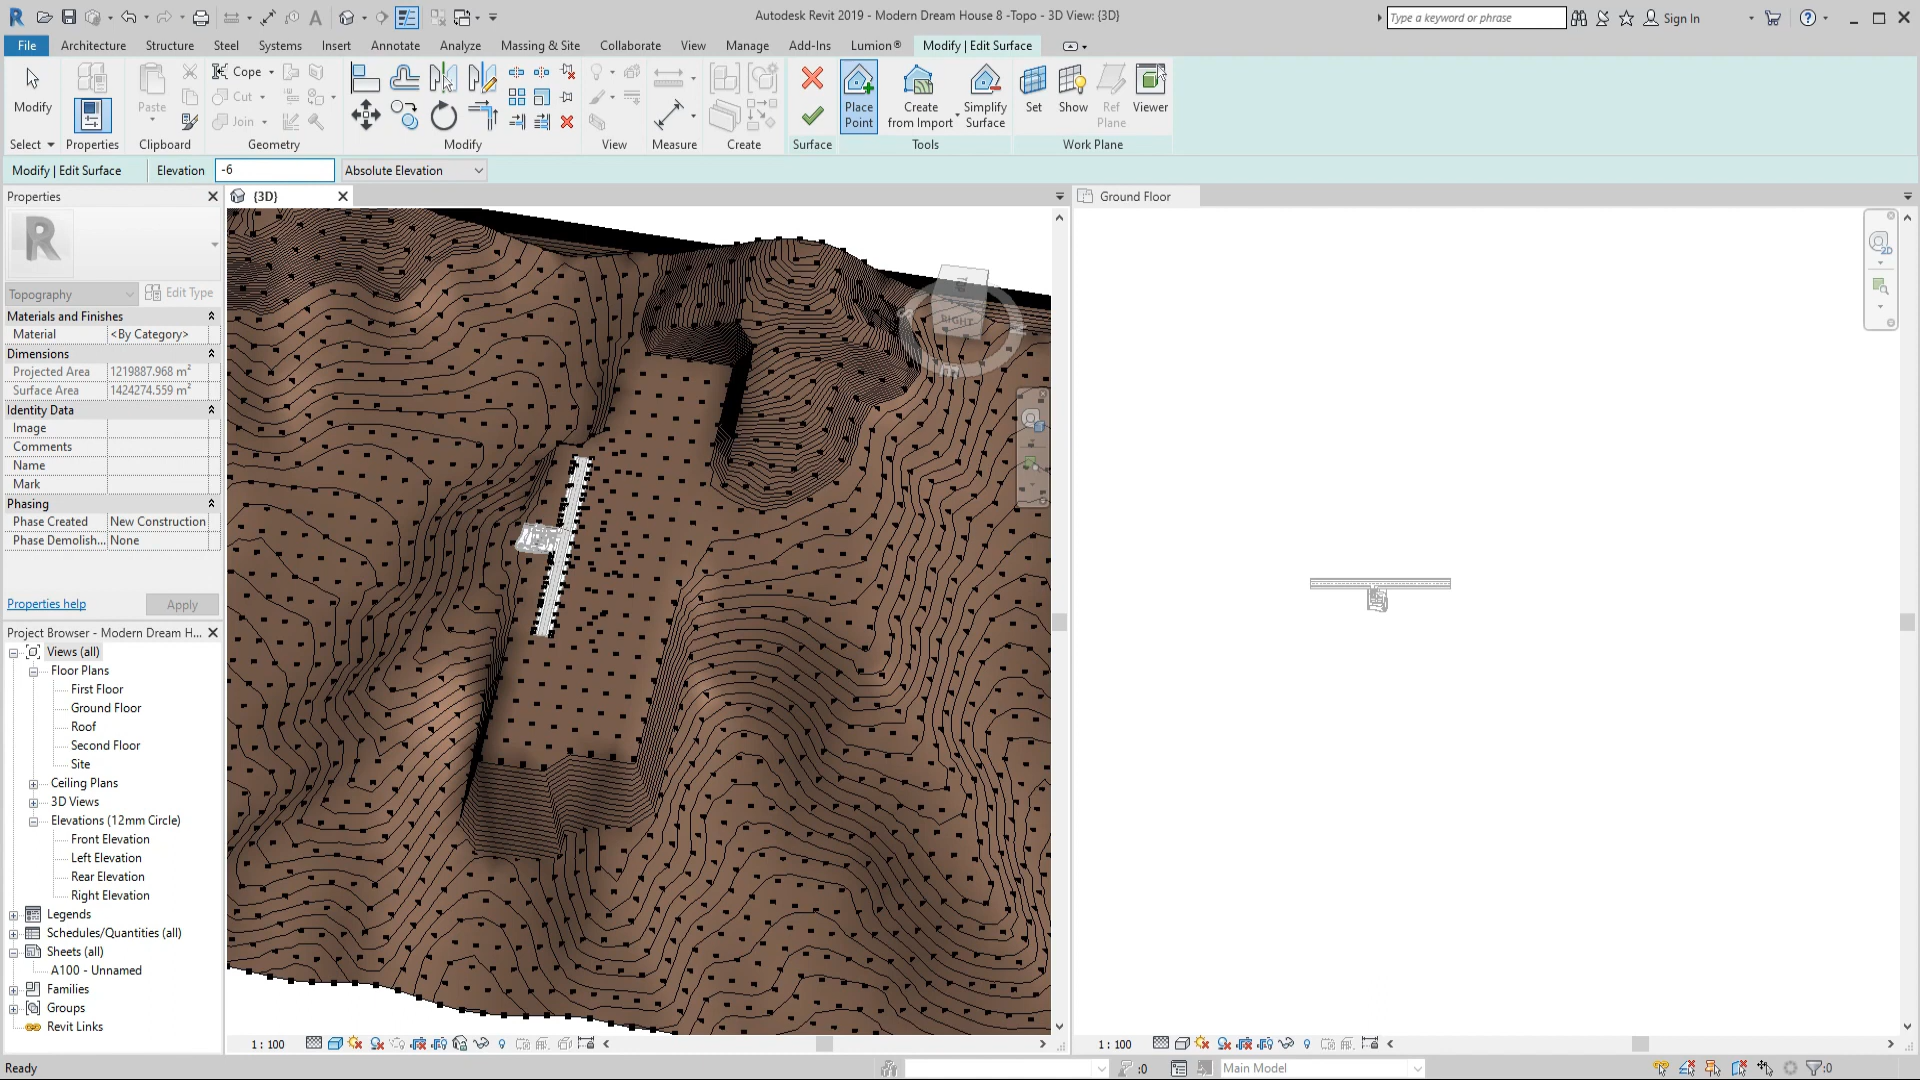 Autodesk Revit 2019 - Modern Dream House 8 -Topo - 3D View: {3D}
Type a keyword or phrase
Sign In
File Architecture Structure Steel Systems Insert Annotate Analyze Massing & Site Collaborate View Manage Add-Ins Lumion® Modify | Edit Surface
Modify
Paste
Cope
Cut
Join
Place Point
Create from Import
Simplify Surface
Set
Show
Ref Plane
Viewer
Select Properties Clipboard Geometry Modify View Measure Create Surface Tools Work Plane
Modify | Edit Surface Elevation -6 Absolute Elevation
Properties
{3D}
Ground Floor
R
Topography
Edit Type
Materials and Finishes
Material <By Category>
Dimensions
Projected Area 1219887.968 m²
Surface Area 1424274.559 m²
Identity Data
Image
Comments
Name
Mark
Phasing
Phase Created New Construction
Phase Demolish... None
Properties help
Apply
RIGHT
2D
Project Browser - Modern Dream H...
Views (all)
Floor Plans
First Floor
Ground Floor
Roof
Second Floor
Site
Ceiling Plans
3D Views
Elevations (12mm Circle)
Front Elevation
Left Elevation
Rear Elevation
Right Elevation
Legends
Schedules/Quantities (all)
Sheets (all)
A100 - Unnamed
Families
Groups
Revit Links
1 : 100
1 : 100
Ready
:0
Main Model
:0